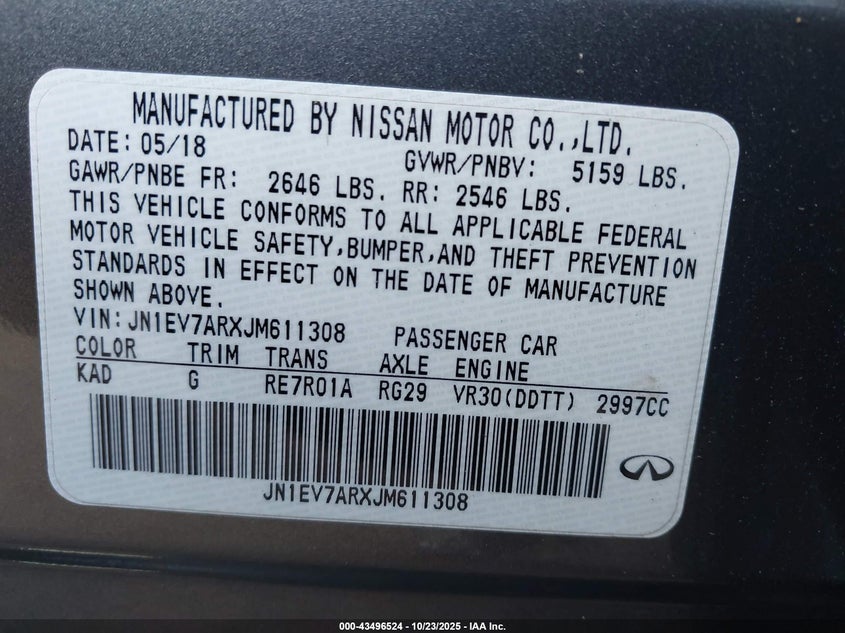 MANUFACTURED BY NISSAN MOTOR CO.,LTD.
DATE: 05/18 GVWR/PNBV: 5159 LBS.
GAWR/PNBE FR: 2646 LBS. RR: 2546 LBS.
THIS VEHICLE CONFORMS TO ALL APPLICABLE FEDERAL
MOTOR VEHICLE SAFETY,BUMPER,AND THEFT PREVENTION
STANDARDS IN EFFECT ON THE DATE OF MANUFACTURE
SHOWN ABOVE.
VIN:JN1EV7ARXJM611308 PASSENGER CAR
COLOR TRIM TRANS AXLE ENGINE
KAD G RE7R01A RG29 VR30(DDTT) 2997CC
JN1EV7ARXJM611308
000-43496524 - 10/23/2025 - IAA Inc.